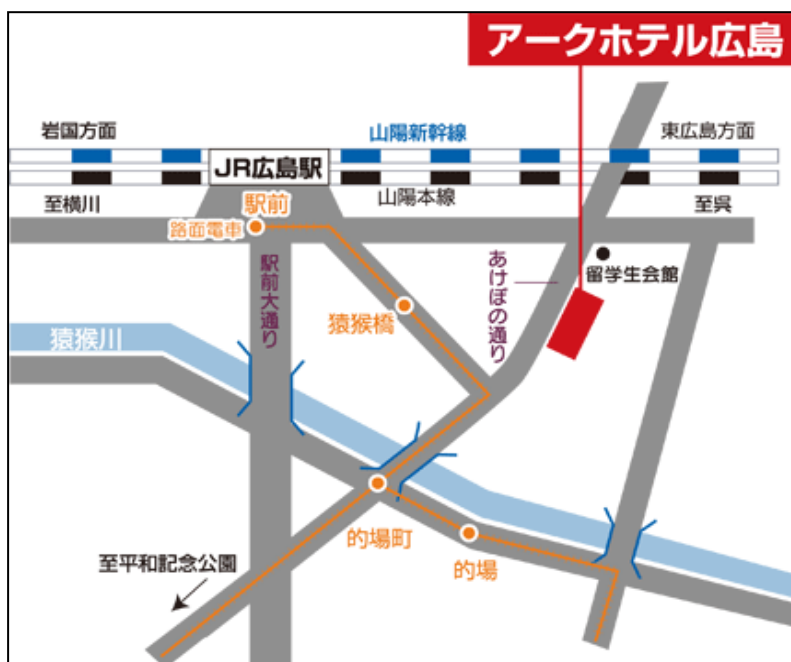 アークホテル広島
岩国方面
山陽新幹線
東広島方面
JR広島駅
至横川
駅前
山陽本線
至呉
路面電車
駅前大通り
あけぼの通り
留学生会館
猿猴橋
猿猴川
的場町
的場
至平和記念公園